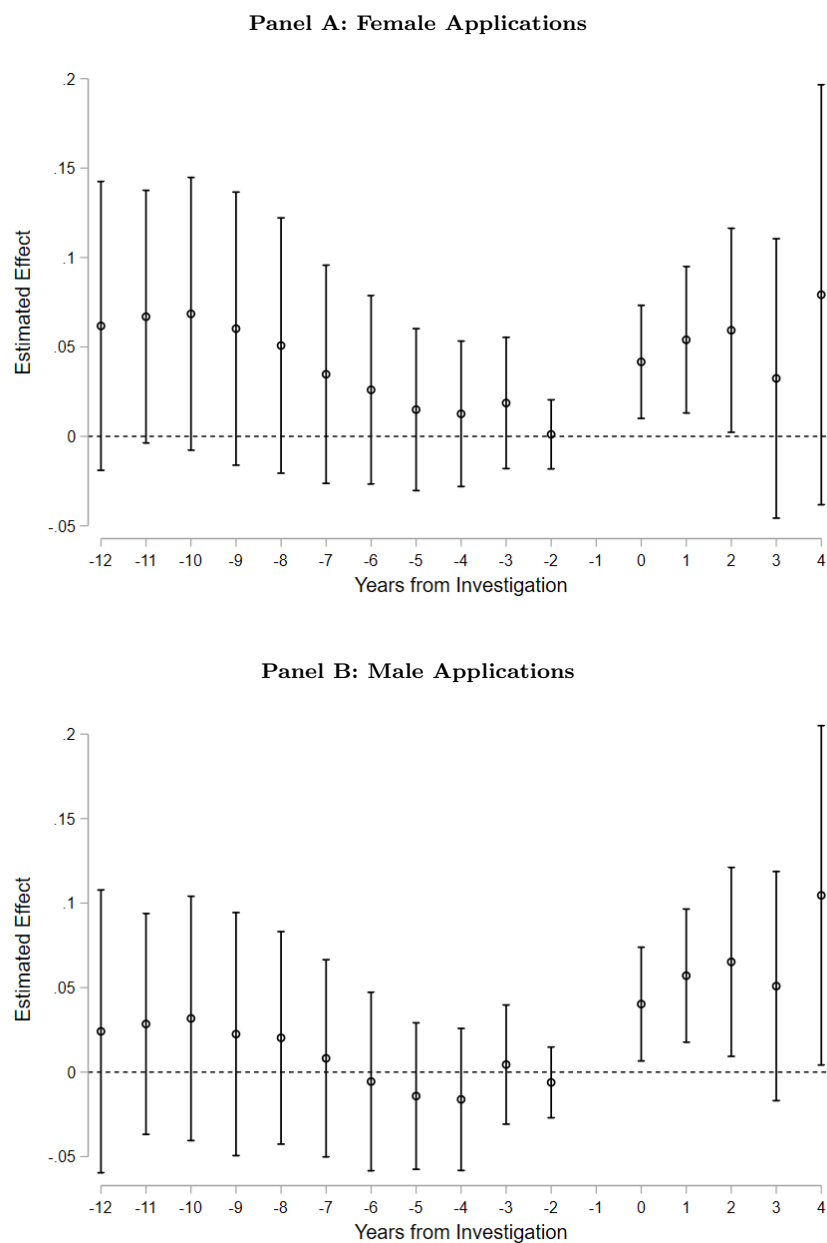 Panel A: Female Applications
.2
.15
.1
.05
0
-.05
Estimated Effect
-12 -11 -10 -9 -8 -7 -6 -5 -4 -3 -2 -1 0 1 2 3 4
Years from Investigation
Panel B: Male Applications
.2
.15
.1
.05
0
-.05
Estimated Effect
-12 -11 -10 -9 -8 -7 -6 -5 -4 -3 -2 -1 0 1 2 3 4
Years from Investigation